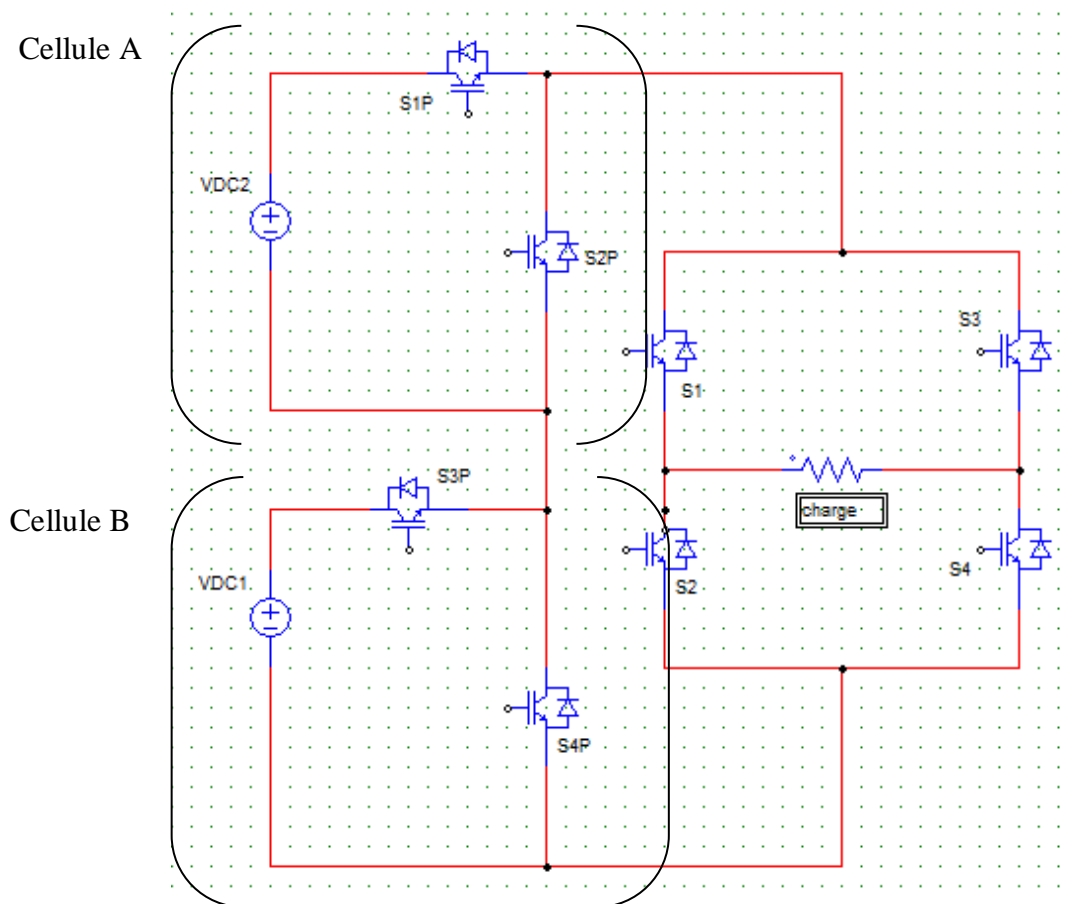 Cellule A
S1P
VDC2
S2P
S3
S1
S3P
Cellule B
charge
VDC1
S2
S4
S4P